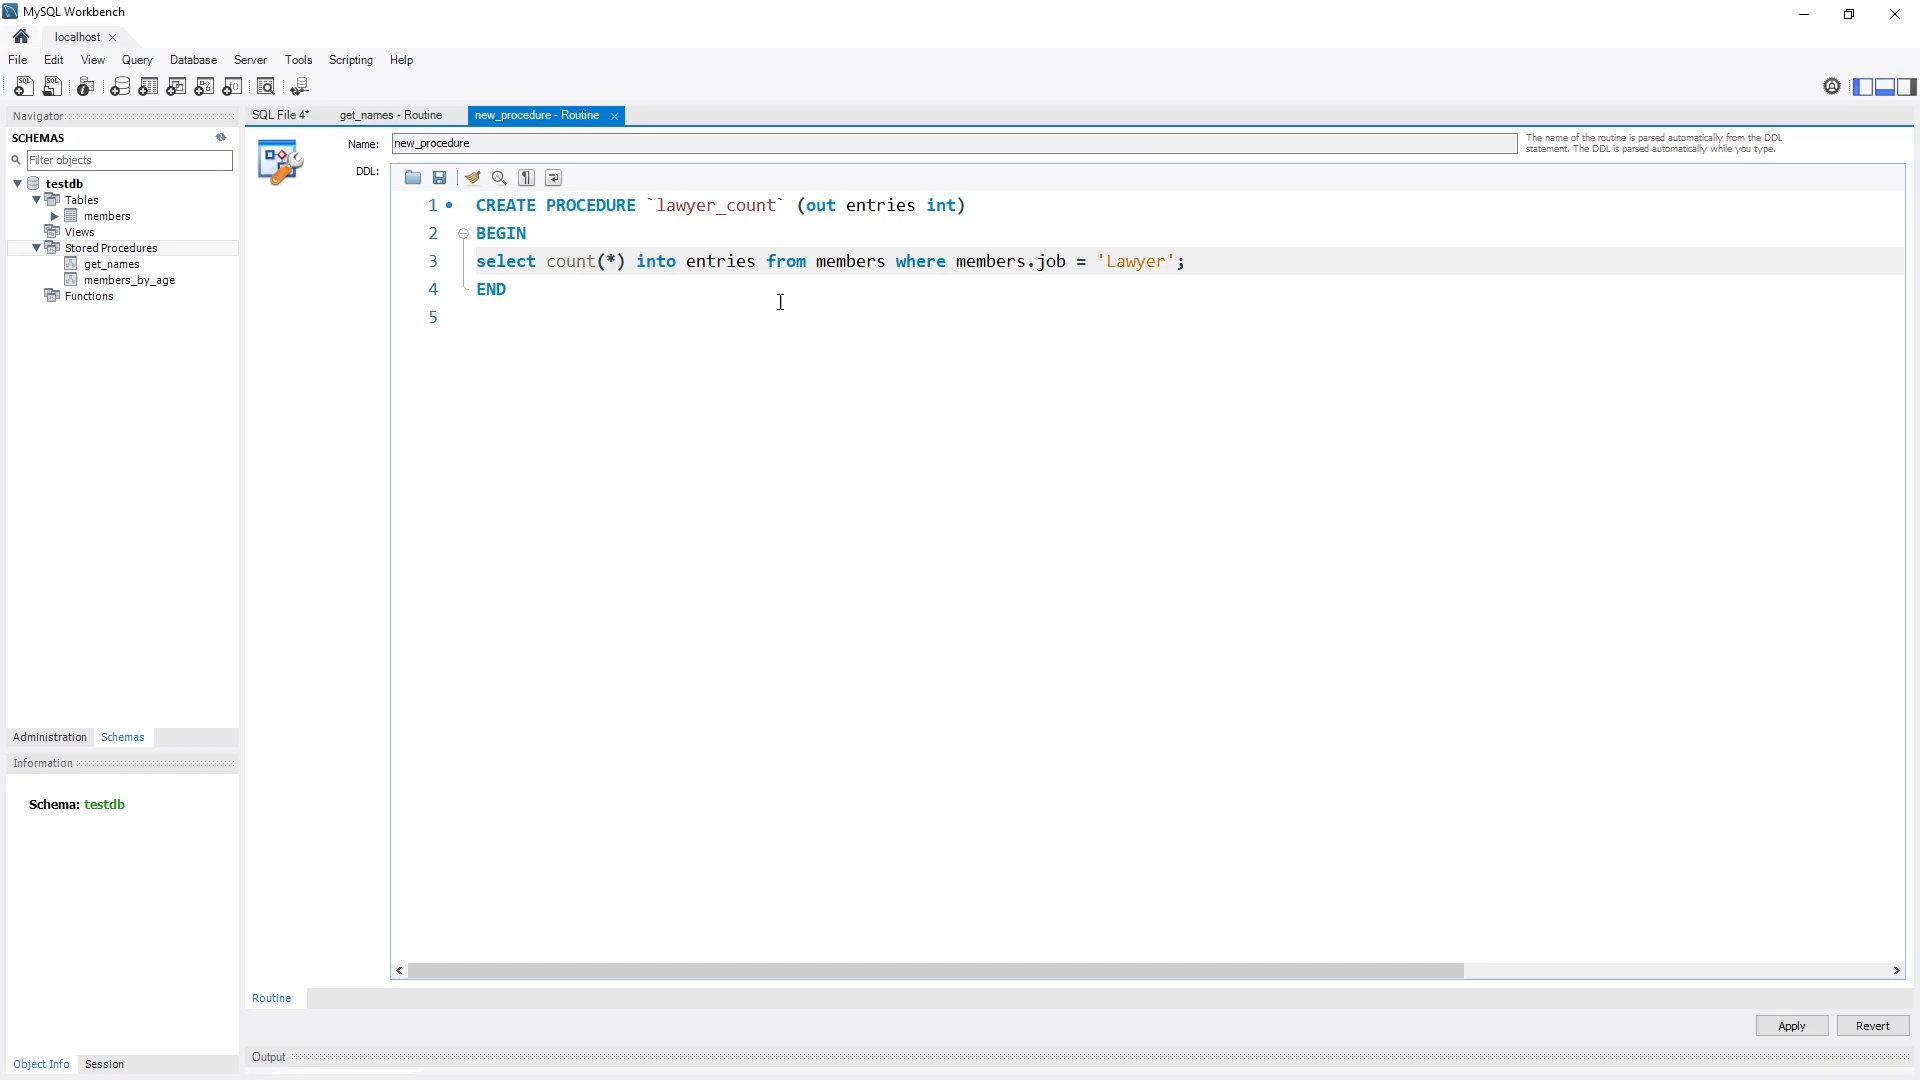 MySQL Workbench
localhost
File Edit View Query Database Server Tools Scripting Help
Navigator
SCHEMAS
Filter objects
testdb
Tables
members
Views
Stored Procedures
get_names
members_by_age
Functions
Administration Schemas
Information
Schema: testdb
Object Info Session
SQL File 4* get_names - Routine new_procedure - Routine
Name: new_procedure
The name of the routine is parsed automatically from the DDL
statement. The DDL is parsed automatically while you type.
DDL:
1 CREATE PROCEDURE `lawyer_count` (out entries int)
2 BEGIN
3 select count(*) into entries from members where members.job = 'Lawyer';
4 END
5
Routine
Apply Revert
Output